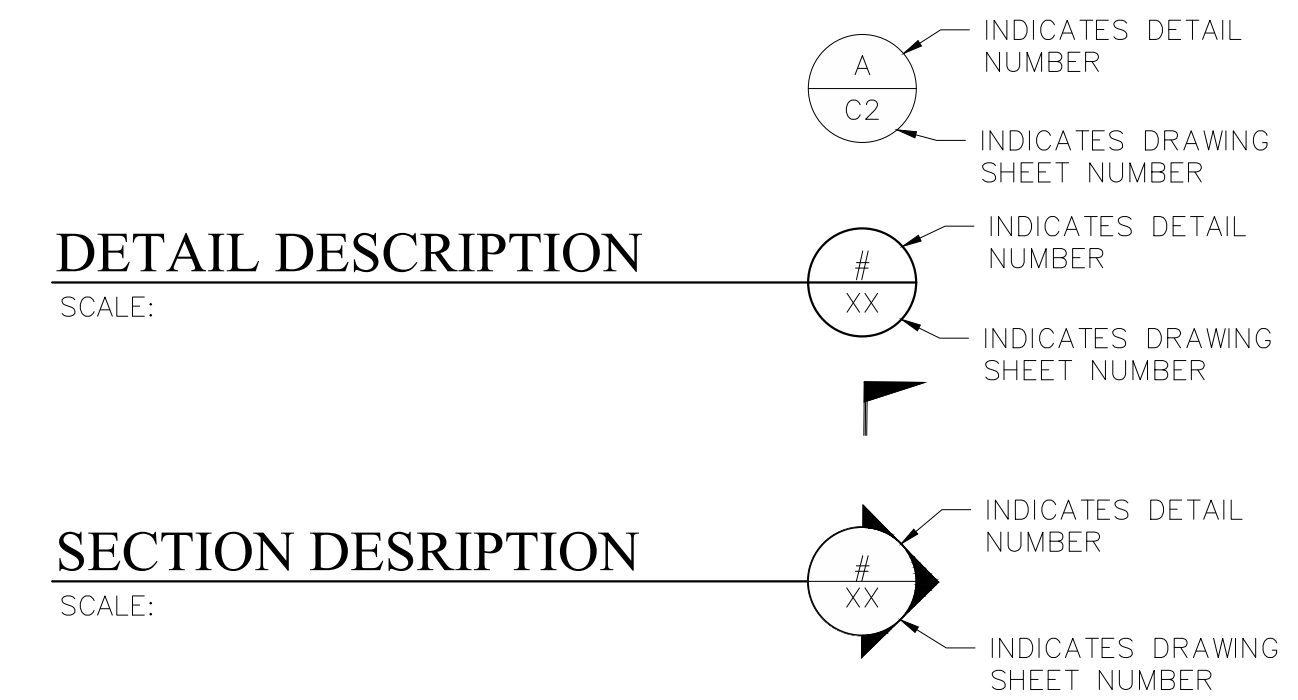 INDICATES DETAIL
NUMBER
A
C2
INDICATES DRAWING
SHEET NUMBER
DETAIL DESCRIPTION
SCALE:
#
XX
INDICATES DETAIL
NUMBER
INDICATES DRAWING
SHEET NUMBER
SECTION DESRIPTION
SCALE:
#
XX
INDICATES DETAIL
NUMBER
INDICATES DRAWING
SHEET NUMBER